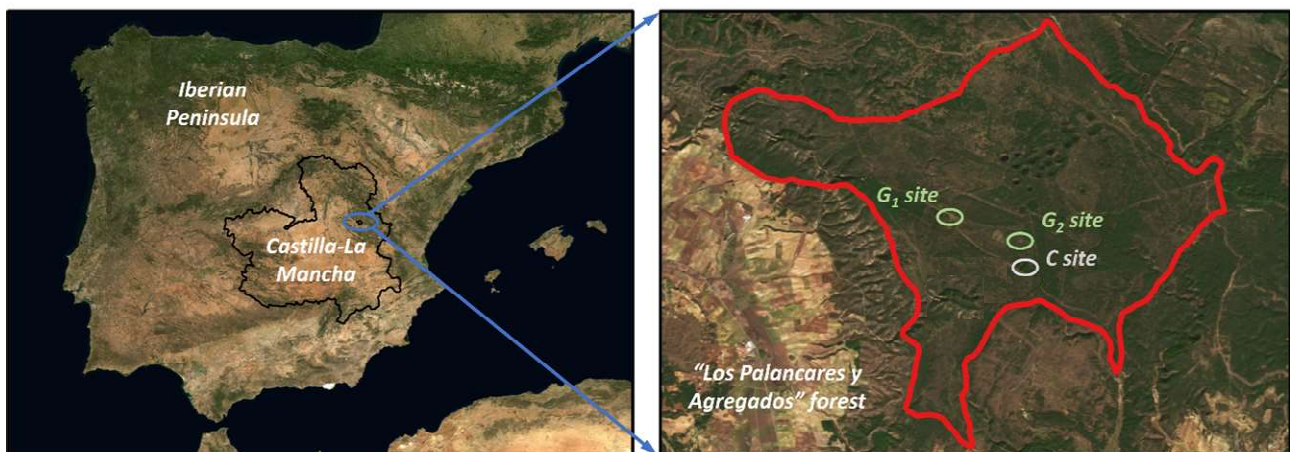 Iberian
Peninsula
Castilla-La
Mancha
G₁ site
G₂ site
C site
“Los Palancares y
Agregados” forest